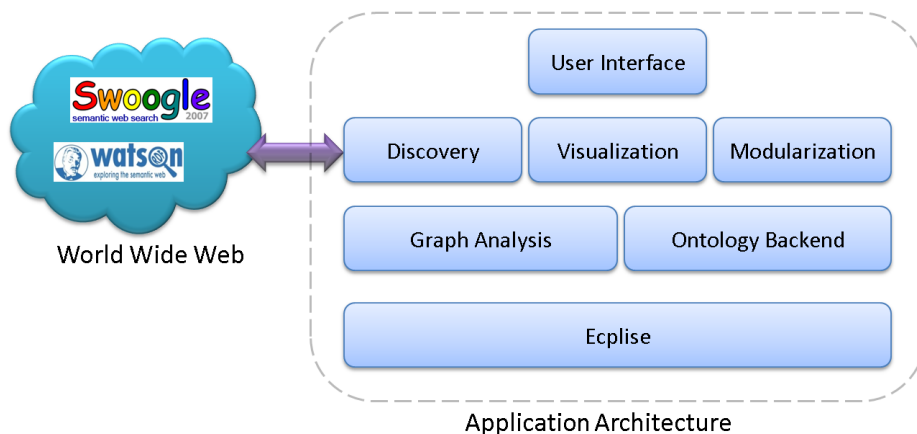 Swoogle
semantic web search 2007
watson
exploring the semantic web
World Wide Web
User Interface
Discovery
Visualization
Modularization
Graph Analysis
Ontology Backend
Ecplise
Application Architecture